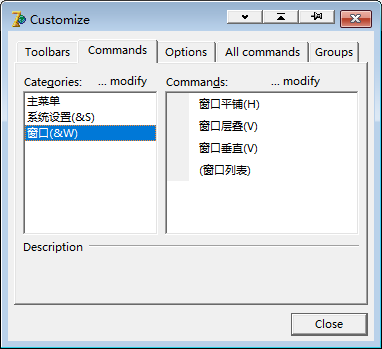 Customize
Toolbars Commands Options All commands Groups
Categories: ... modify Commands: ... modify
主菜单
系统设置(&S)
窗口(&W)
窗口平铺(H)
窗口层叠(V)
窗口垂直(V)
(窗口列表)
Description
Close